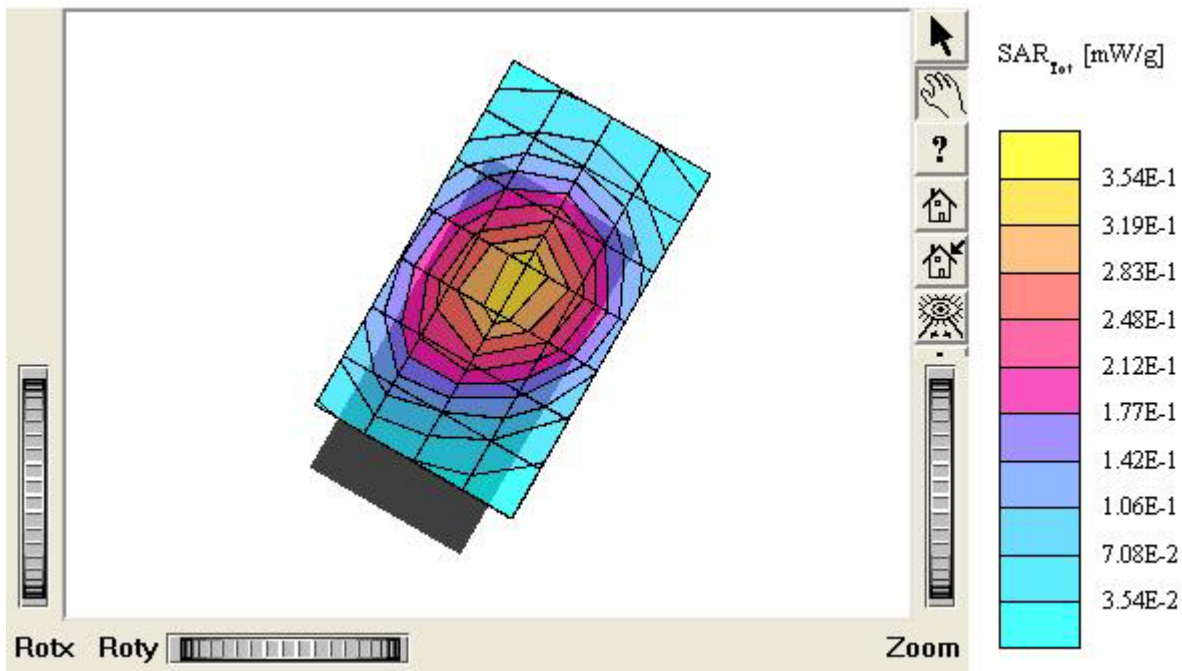 SAR_Tot [mW/g]
?
3.54E-1
3.19E-1
2.83E-1
2.48E-1
2.12E-1
1.77E-1
1.42E-1
1.06E-1
7.08E-2
3.54E-2
Rotx Roty Zoom